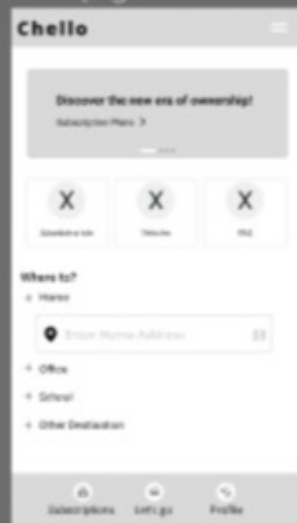 Chello
Discover the new era of ownership!
Subscription Plans >
X X X
FAQ
Where to?
Home
Enter Home Address
+ Office
+ School
+ Other Destination
Subscriptions Let's go Profile